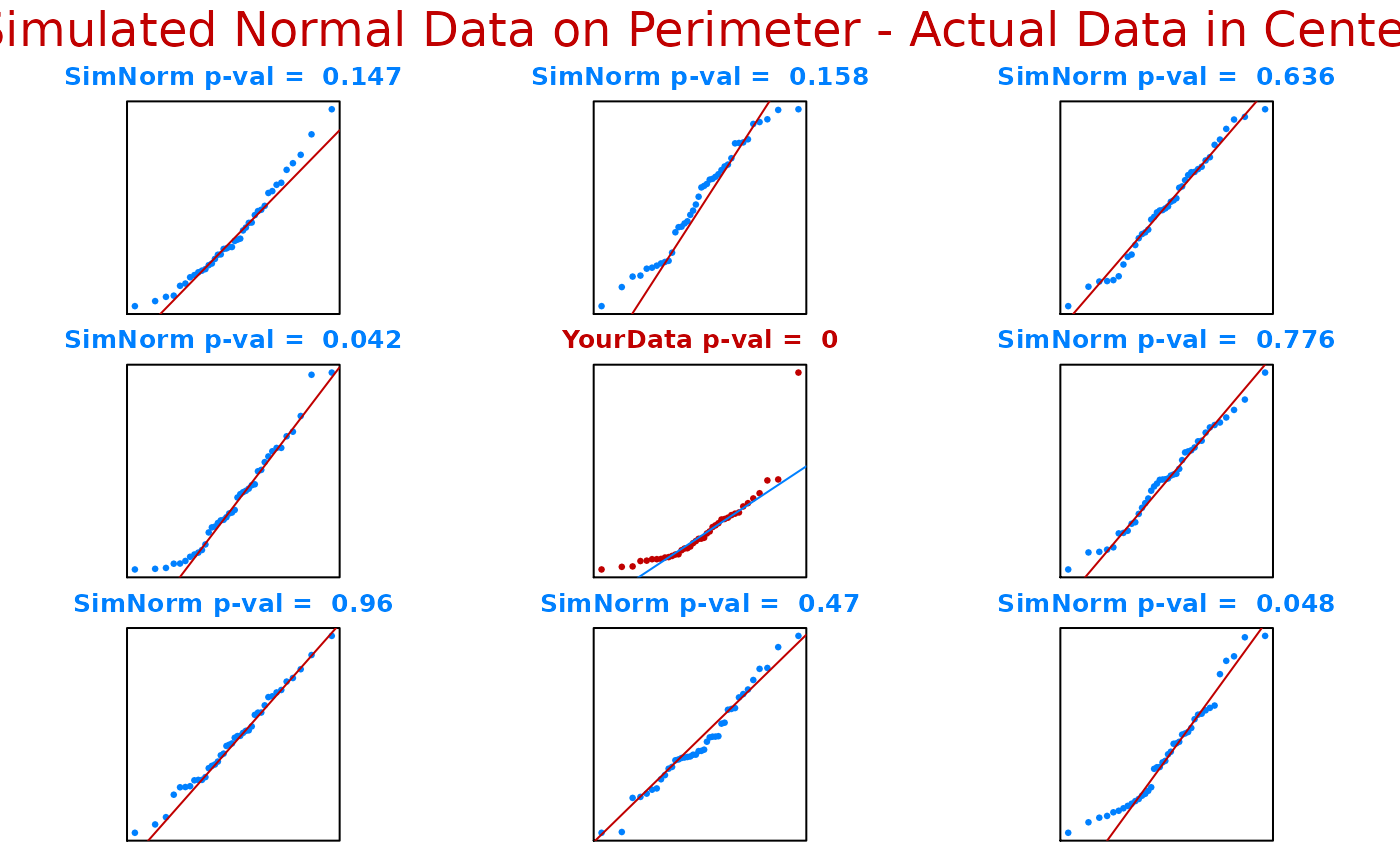 Simulated Normal Data on Perimeter - Actual Data in Cente
SimNorm p-val =  0.147
SimNorm p-val =  0.158
SimNorm p-val =  0.636
SimNorm p-val =  0.042
YourData p-val =  0
SimNorm p-val =  0.776
SimNorm p-val =  0.96
SimNorm p-val =  0.47
SimNorm p-val =  0.048